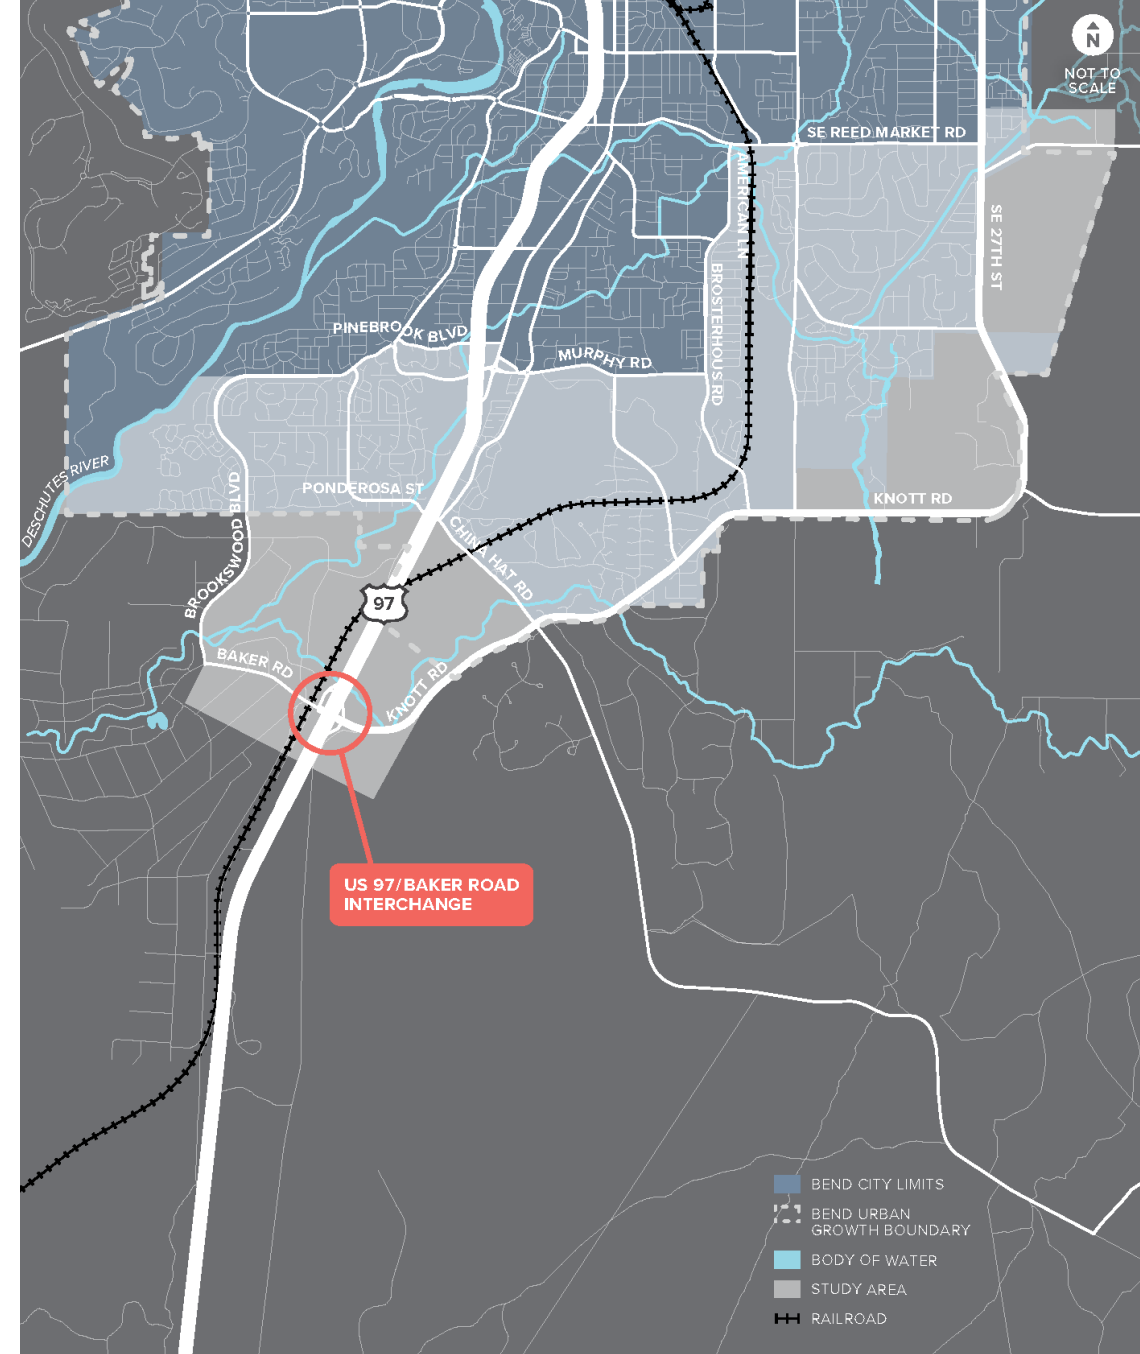 N
NOT TO
SCALE
SE REED MARKET RD
AMERICAN LN
SE 27TH ST
BROSTERHOUS RD
PINEBROOK BLVD
MURPHY RD
DESCHUTES RIVER
PONDEROSA ST
BROOKSWOOD BLVD
KNOTT RD
CHINA HAT RD
97
BAKER RD
KNOTT RD
US 97/BAKER ROAD
INTERCHANGE
BEND CITY LIMITS
BEND URBAN
GROWTH BOUNDARY
BODY OF WATER
STUDY AREA
RAILROAD